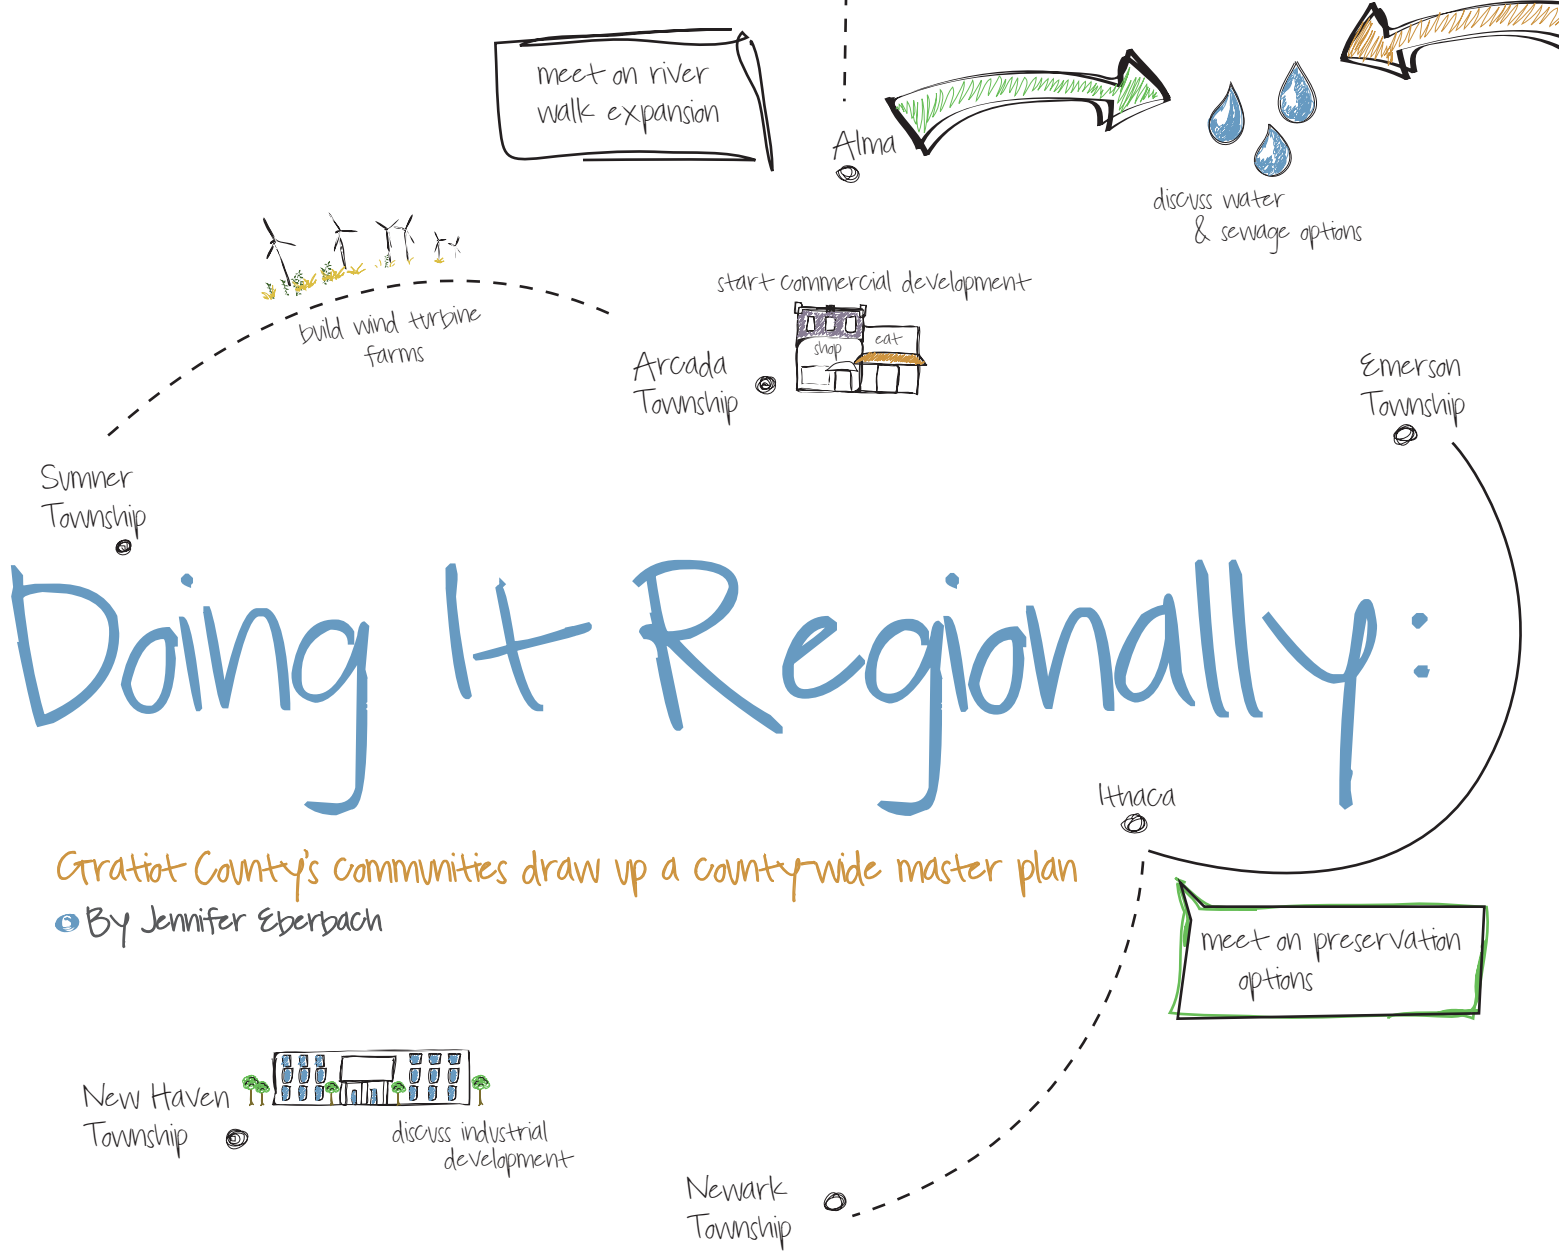 meet on river
walk expansion
Alma
discuss water
& sewage options
build wind turbine
farms
start commercial development
shop
eat
Arcada
Township
Emerson
Township
Sumner
Township
Doing It Regionally:
Ithaca
Gratiot County's communities draw up a county-wide master plan
By Jennifer Eberbach
meet on preservation
options
New Haven
Township
discuss industrial
development
Newark
Township